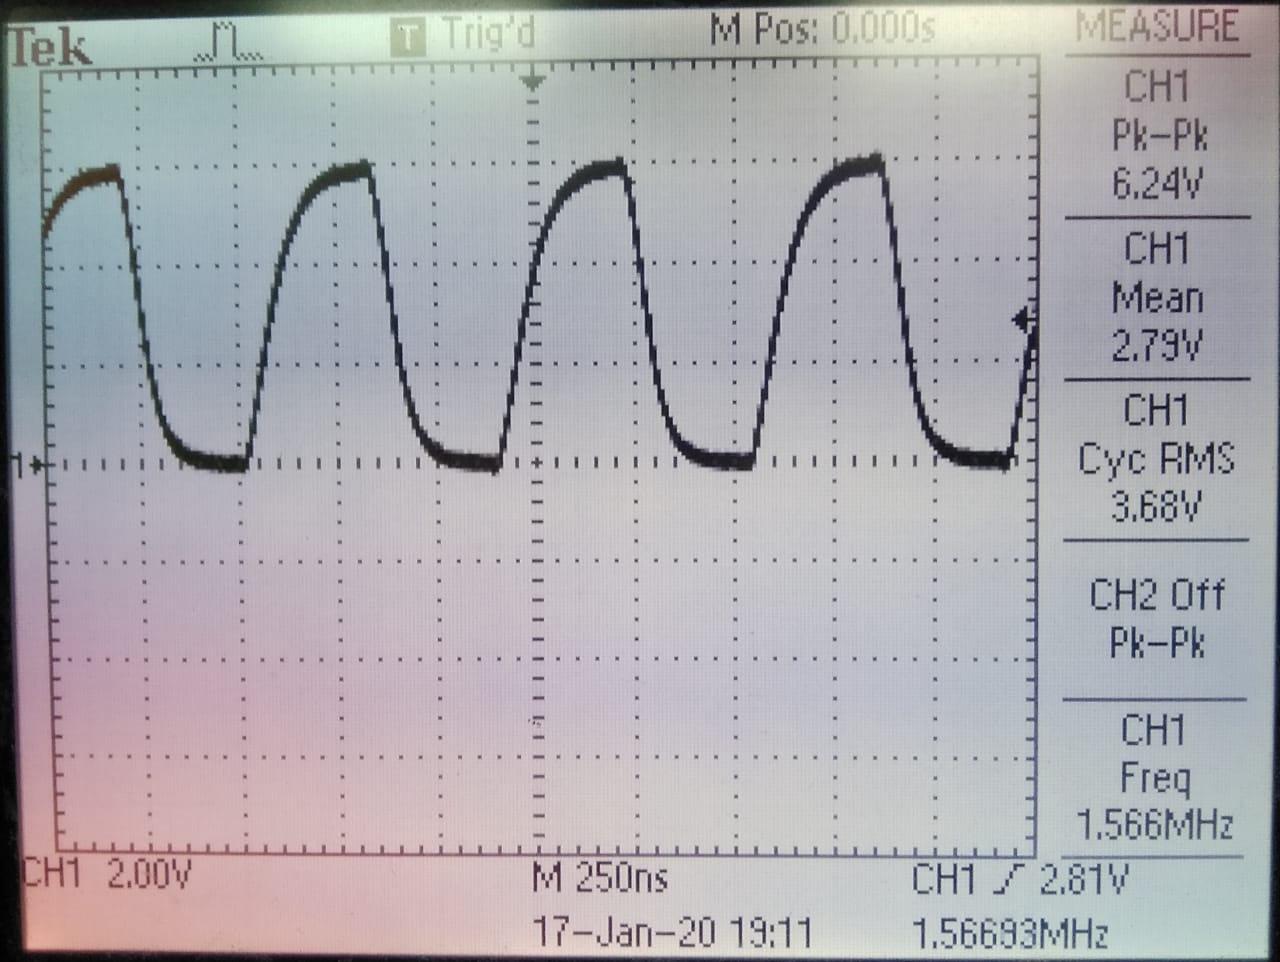 Tek T Trig'd M Pos: 0.000s MEASURE
CH1
Pk-Pk
6.24V
CH1
Mean
2.79V
CH1
Cyc RMS
3.68V
1
CH2 Off
Pk-Pk
CH1
Freq
1.566MHz
CH1 2.00V M 250ns CH1 2.81V
17-Jan-20 19:11 1.56693MHz